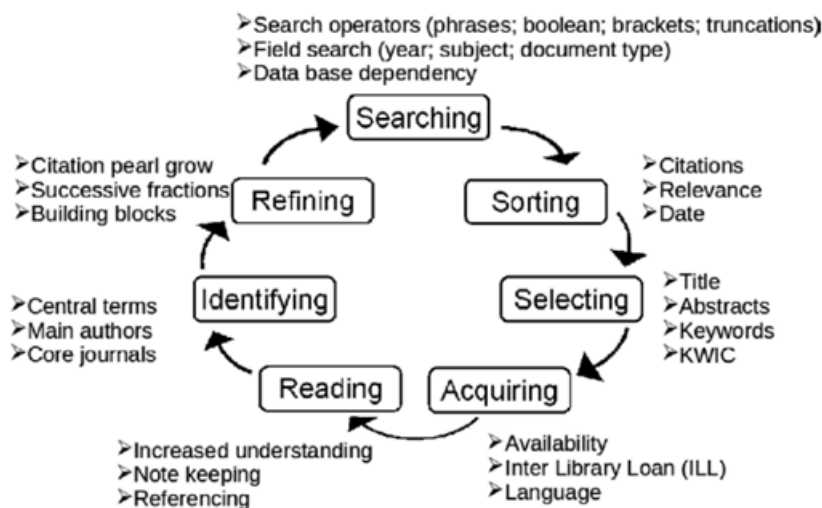 ➢Search operators (phrases; boolean; brackets; truncations)
➢Field search (year; subject; document type)
➢Data base dependency
Searching
➢Citations
➢Relevance
➢Date
Sorting
➢Title
➢Abstracts
➢Keywords
➢KWIC
Selecting
Acquiring
➢Availability
➢Inter Library Loan (ILL)
➢Language
Reading
➢Increased understanding
➢Note keeping
➢Referencing
Identifying
➢Central terms
➢Main authors
➢Core journals
Refining
➢Citation pearl grow
➢Successive fractions
➢Building blocks